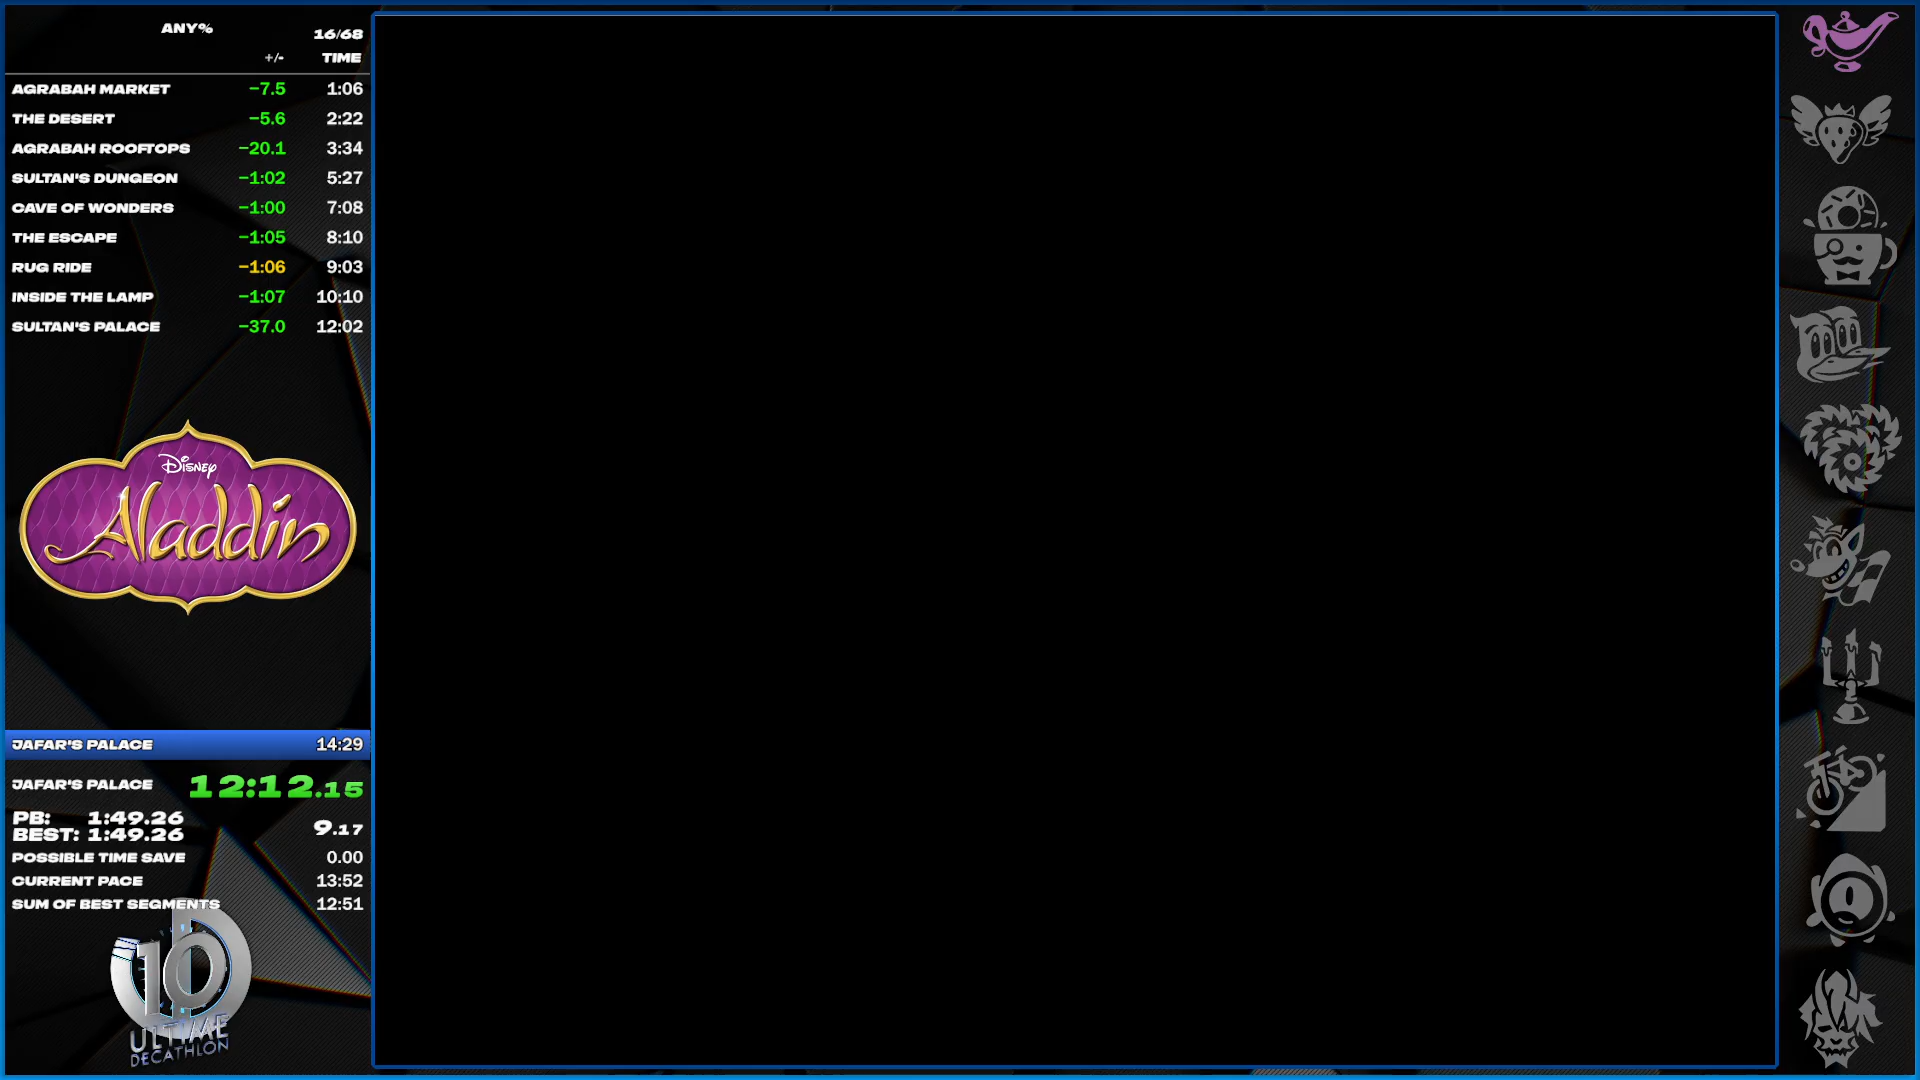 ANY%
16/68
+/- TIME
AGRABAH MARKET −7.5 1:06
THE DESERT −5.6 2:22
AGRABAH ROOFTOPS −20.1 3:34
SULTAN'S DUNGEON −1:02 5:27
CAVE OF WONDERS −1:00 7:08
THE ESCAPE −1:05 8:10
RUG RIDE −1:06 9:03
INSIDE THE LAMP −1:07 10:10
SULTAN'S PALACE −37.0 12:02
DISNEY
Aladdin
JAFAR'S PALACE 14:29
JAFAR'S PALACE 12:12.15
PB: 1:49.26
BEST: 1:49.26
9.17
POSSIBLE TIME SAVE 0.00
CURRENT PACE 13:52
SUM OF BEST SEGMENTS 12:51
10
ULTIME
DECATHLON